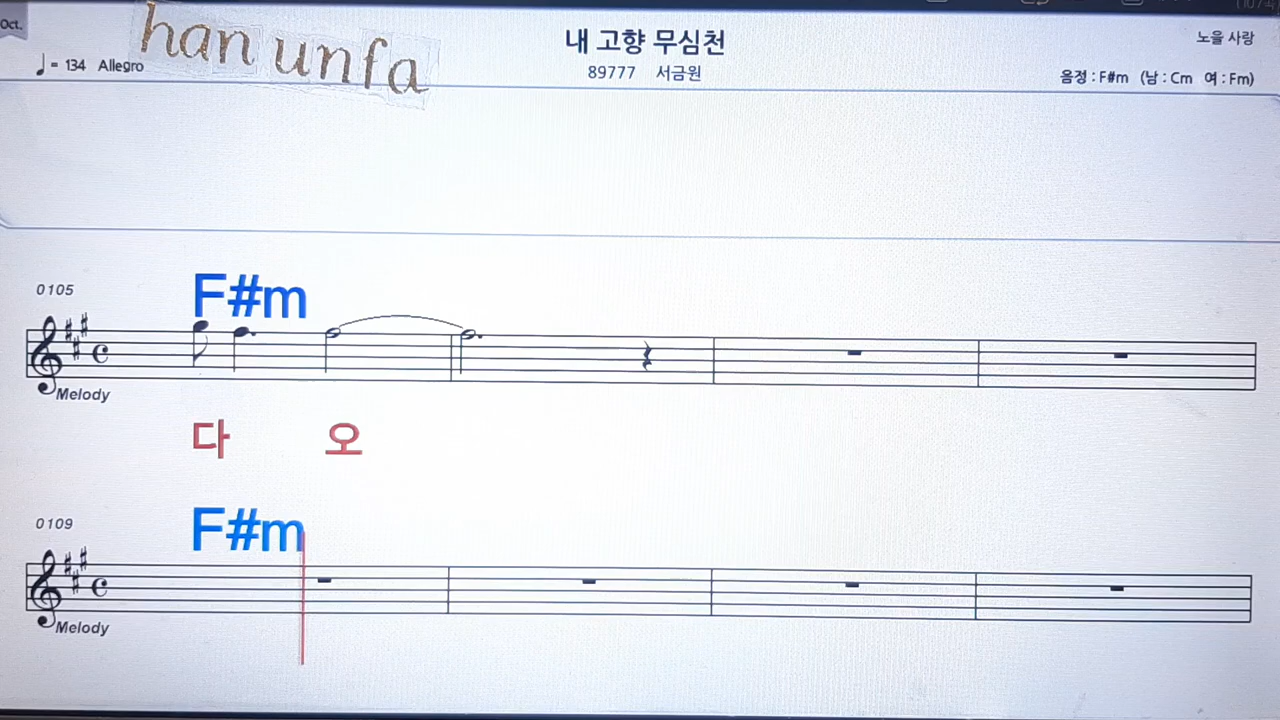 Oct.
han unfa
♩ = 134 Allegro
내 고향 무심천
89777 서금원
노을 사랑
음정 : F#m (남 : Cm 여 : Fm)
0105
F#m
Melody
다 오
0109
F#m
Melody